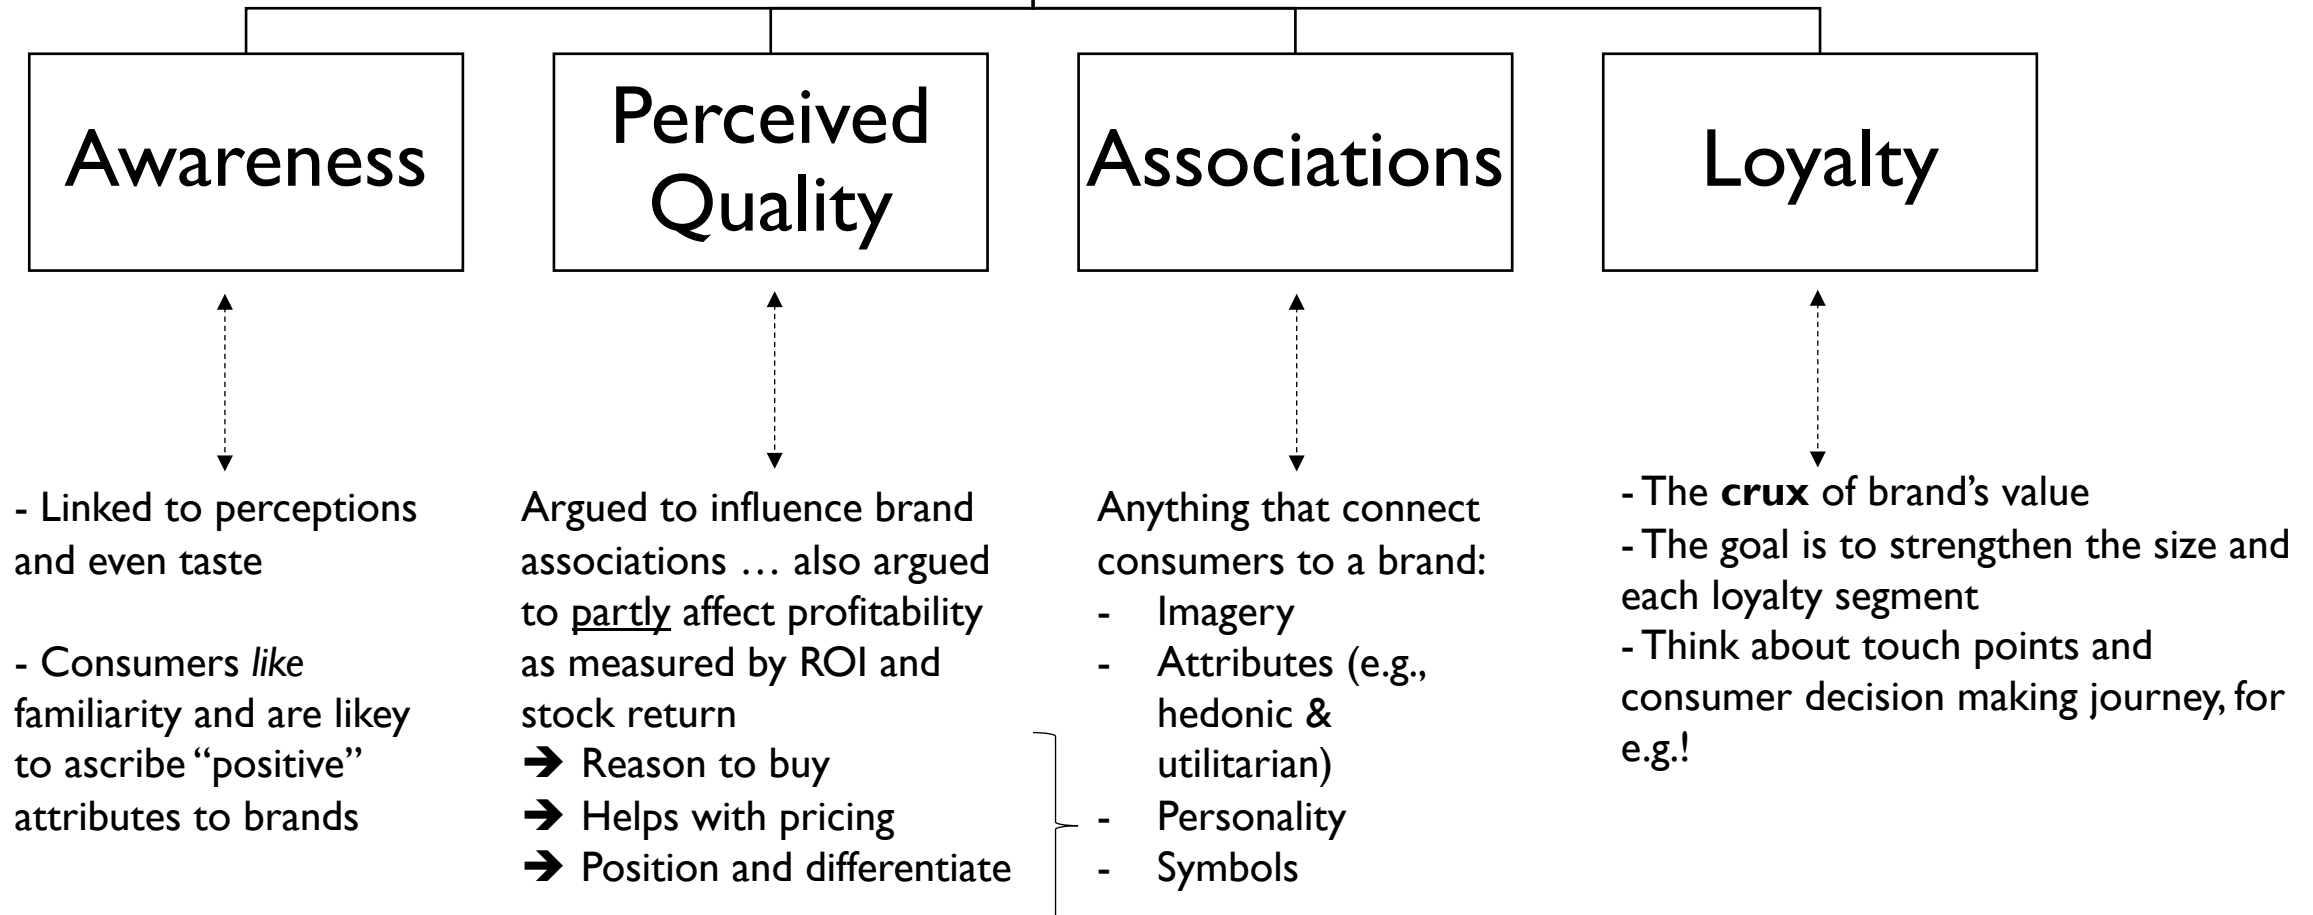 Awareness
Perceived
Quality
Associations
Loyalty
- Linked to perceptions
and even taste
- Consumers like
familiarity and are likey
to ascribe “positive”
attributes to brands
Argued to influence brand
associations … also argued
to partly affect profitability
as measured by ROI and
stock return
➔ Reason to buy
➔ Helps with pricing
➔ Position and differentiate
Anything that connect
consumers to a brand:
- Imagery
- Attributes (e.g.,
hedonic &
utilitarian)
- Personality
- Symbols
- The crux of brand’s value
- The goal is to strengthen the size and
each loyalty segment
- Think about touch points and
consumer decision making journey, for
e.g.!